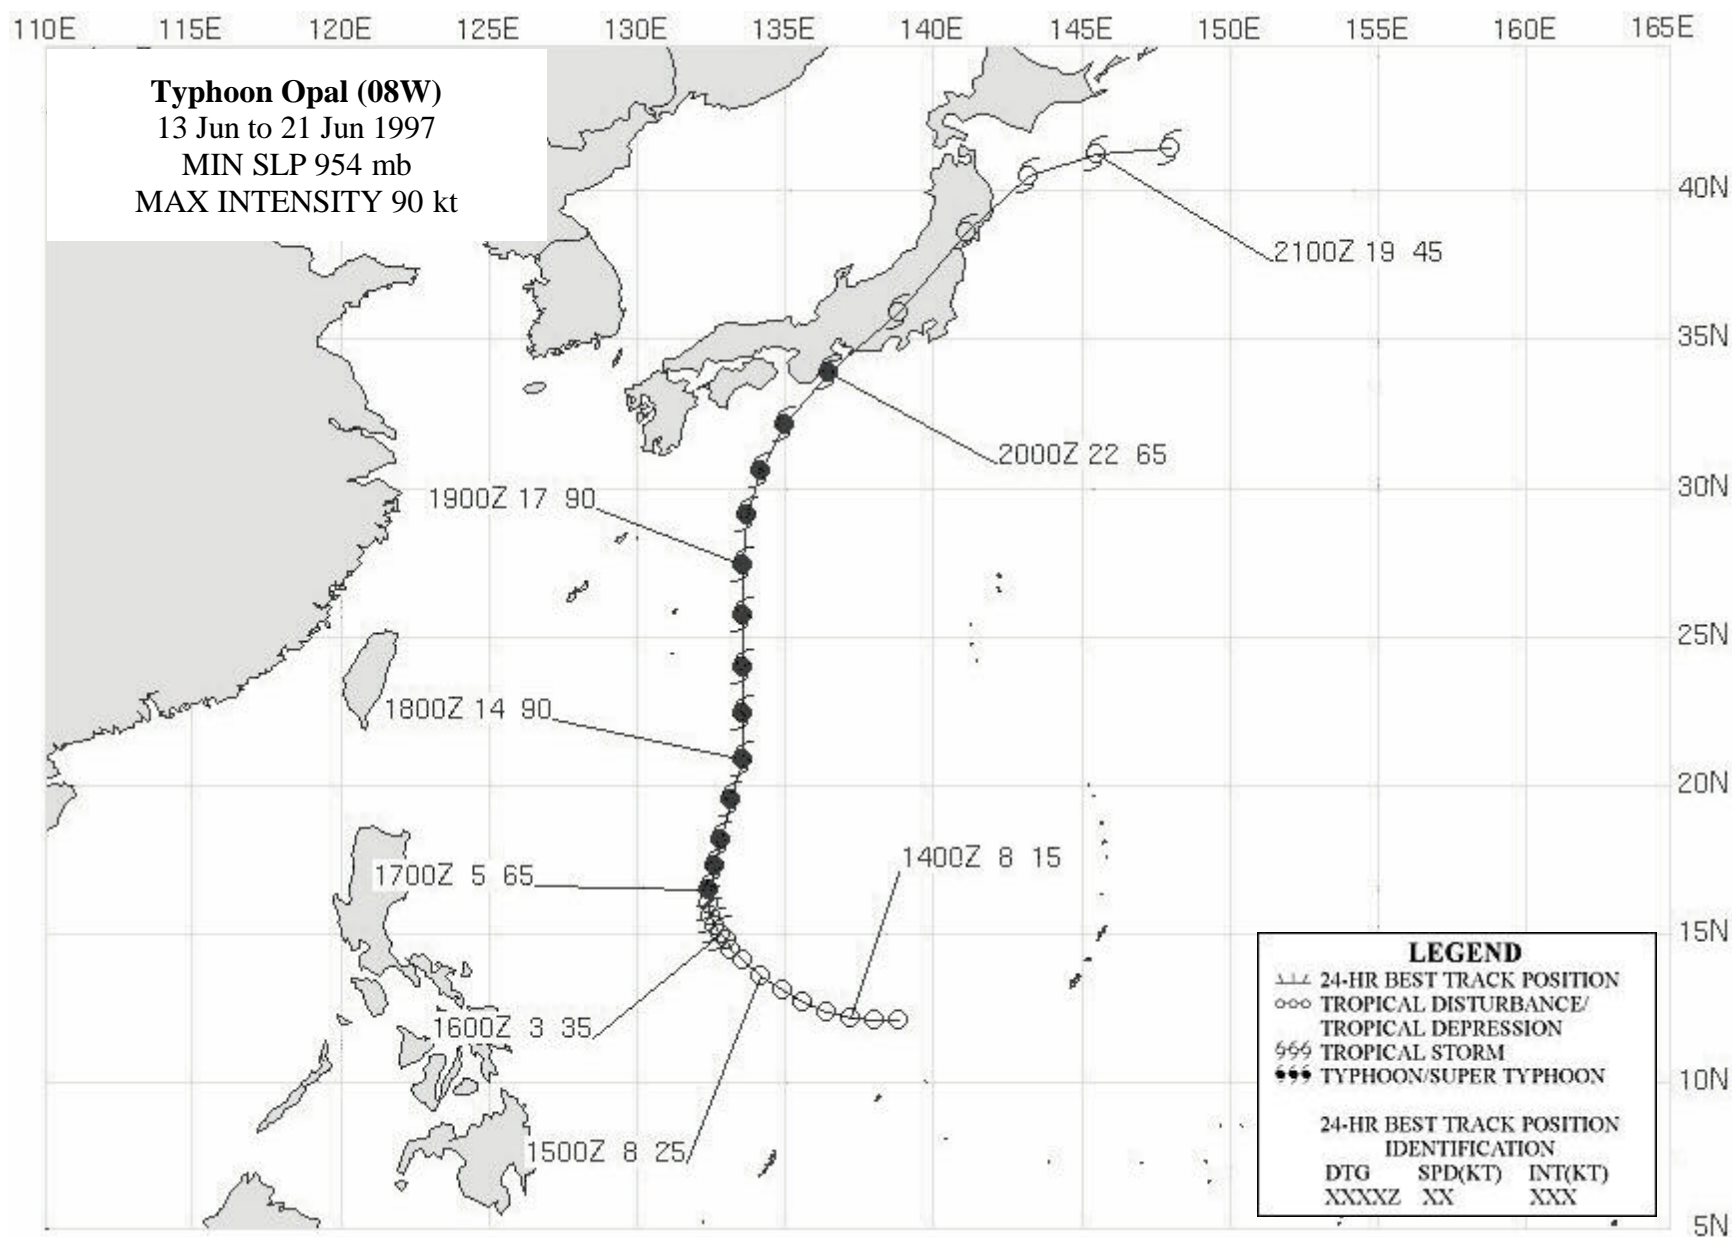 110E 115E 120E 125E 130E 135E 140E 145E 150E 155E 160E 165E
Typhoon Opal (08W)
13 Jun to 21 Jun 1997
MIN SLP 954 mb
MAX INTENSITY 90 kt
40N
2100Z 19 45
35N
2000Z 22 65
30N
1900Z 17 90
25N
1800Z 14 90
20N
1400Z 8 15
1700Z 5 65
15N
1600Z 3 35
10N
1500Z 8 25
5N
LEGEND
24-HR BEST TRACK POSITION
TROPICAL DISTURBANCE/
TROPICAL DEPRESSION
TROPICAL STORM
TYPHOON/SUPER TYPHOON
24-HR BEST TRACK POSITION
IDENTIFICATION
DTG SPD(KT) INT(KT)
XXXXZ XX XXX